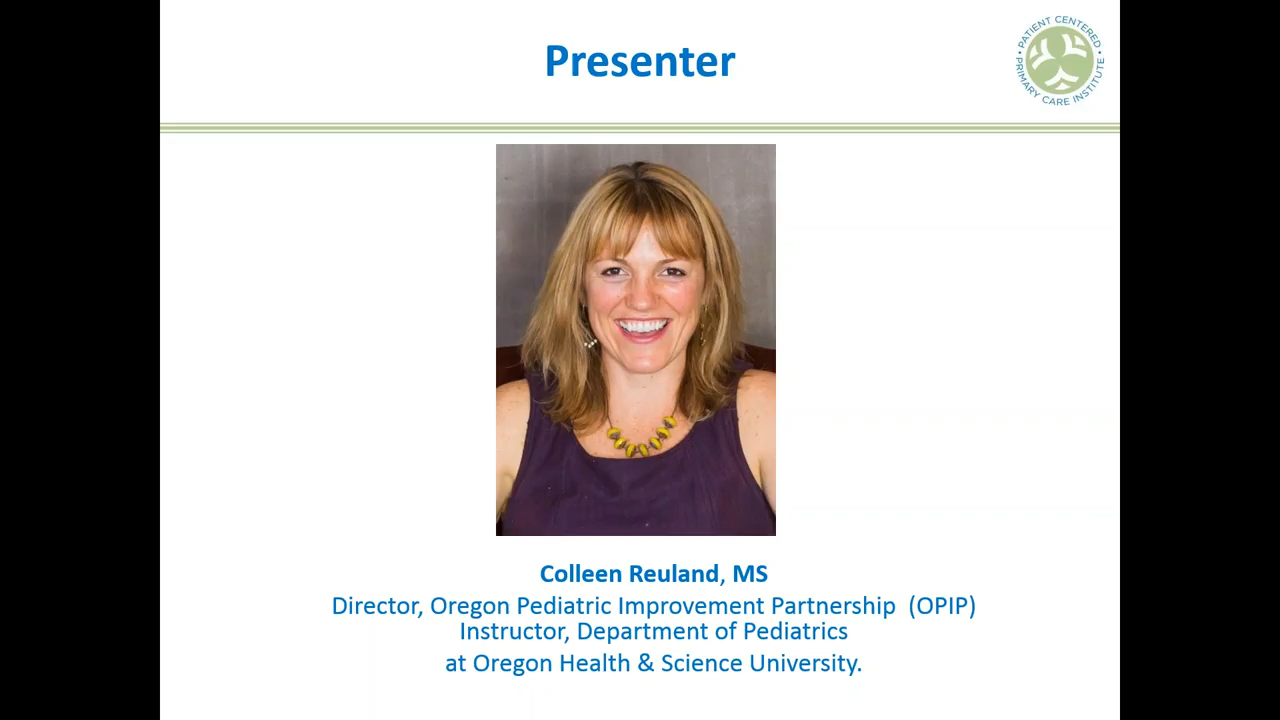 Presenter
PATIENT CENTERED
PRIMARY CARE INSTITUTE
Colleen Reuland, MS
Director, Oregon Pediatric Improvement Partnership (OPIP)
Instructor, Department of Pediatrics
at Oregon Health & Science University.